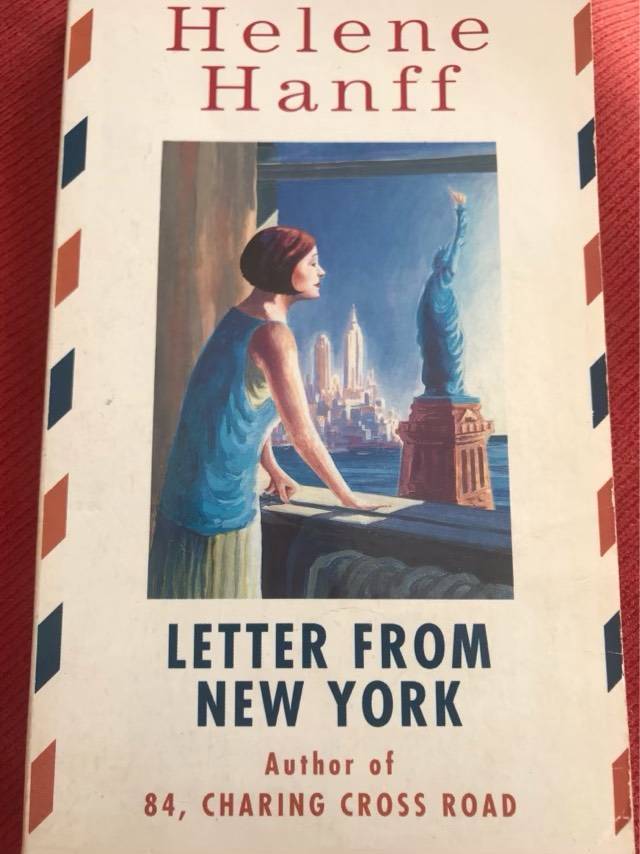 Helene
Hanff
LETTER FROM
NEW YORK
Author of
84, CHARING CROSS ROAD